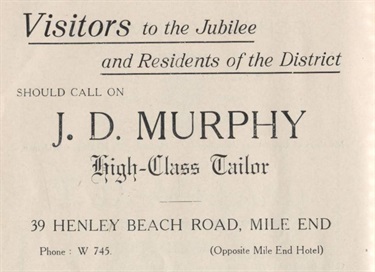 Visitors to the Jubilee
and Residents of the District
SHOULD CALL ON
J. D. MURPHY
High-Class Tailor
39 HENLEY BEACH ROAD, MILE END
Phone: W 745. (Opposite Mile End Hotel)